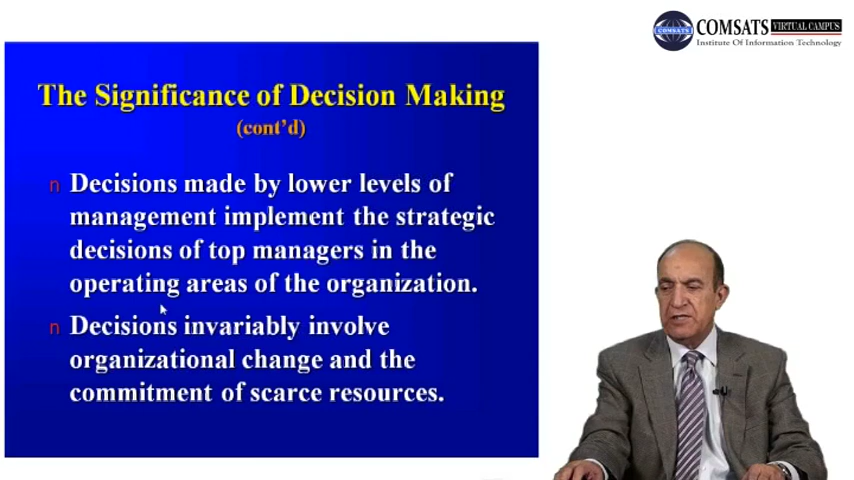 COMSATS VIRTUAL CAMPUS
Institute Of Information Technology
COMSATS
The Significance of Decision Making
(cont'd)
n Decisions made by lower levels of
management implement the strategic
decisions of top managers in the
operating areas of the organization.
n Decisions invariably involve
organizational change and the
commitment of scarce resources.